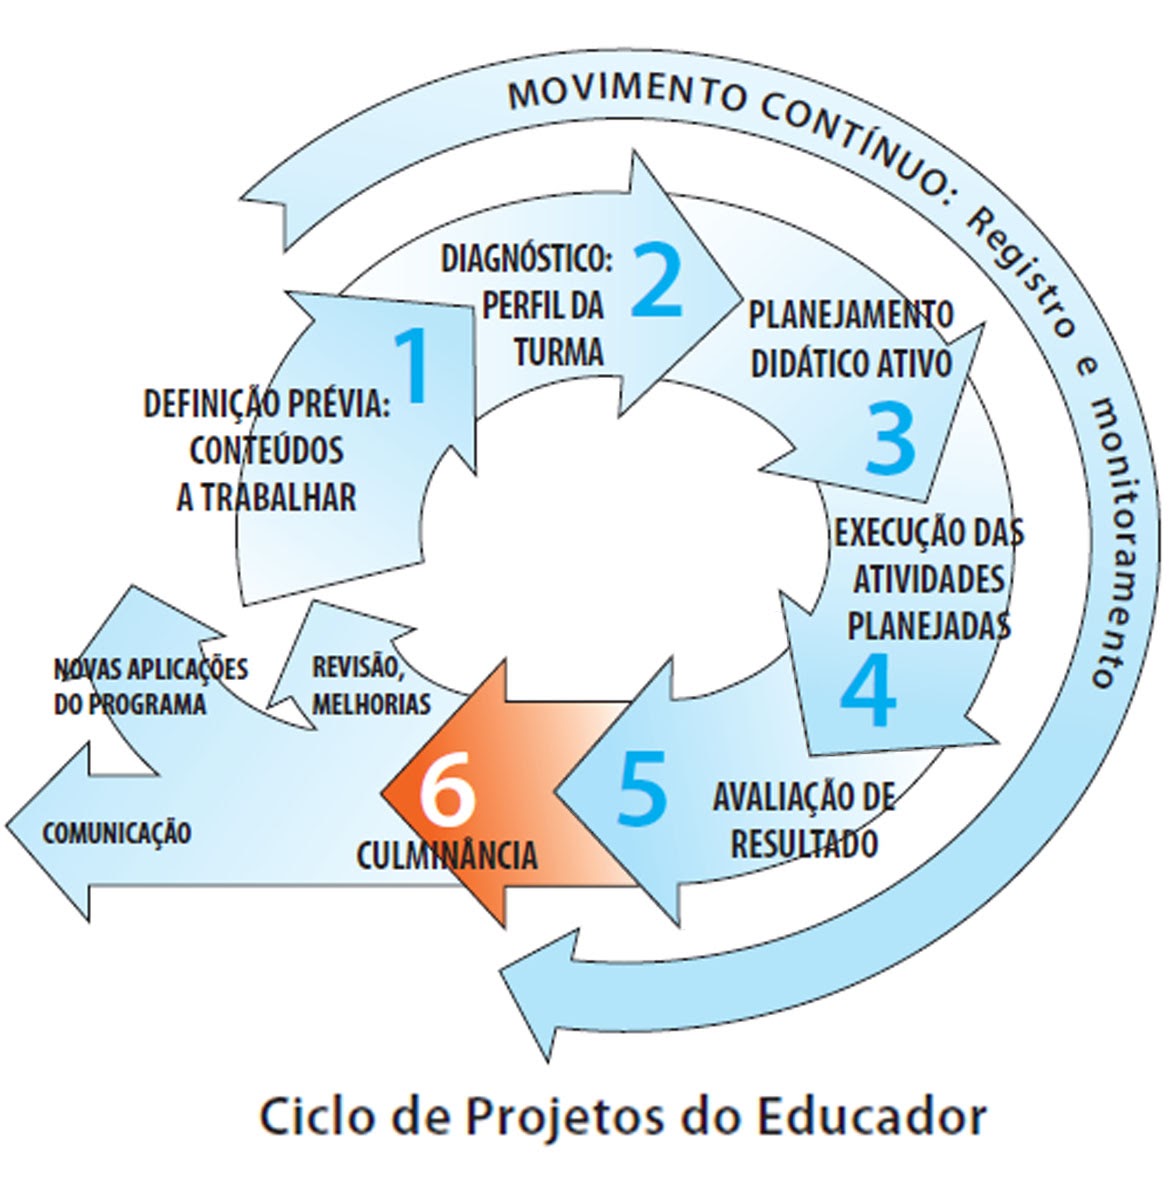 MOVIMENTO CONTÍNUO: Registro e monitoramento
1
DEFINIÇÃO PRÉVIA:
CONTEÚDOS
A TRABALHAR
2
DIAGNÓSTICO:
PERFIL DA
TURMA
PLANEJAMENTO
DIDÁTICO ATIVO
3
EXECUÇÃO DAS
ATIVIDADES
PLANEJADAS
4
5
AVALIAÇÃO DE
RESULTADO
6
CULMINÂNCIA
REVISÃO,
MELHORIAS
NOVAS APLICAÇÕES
DO PROGRAMA
COMUNICAÇÃO
Ciclo de Projetos do Educador